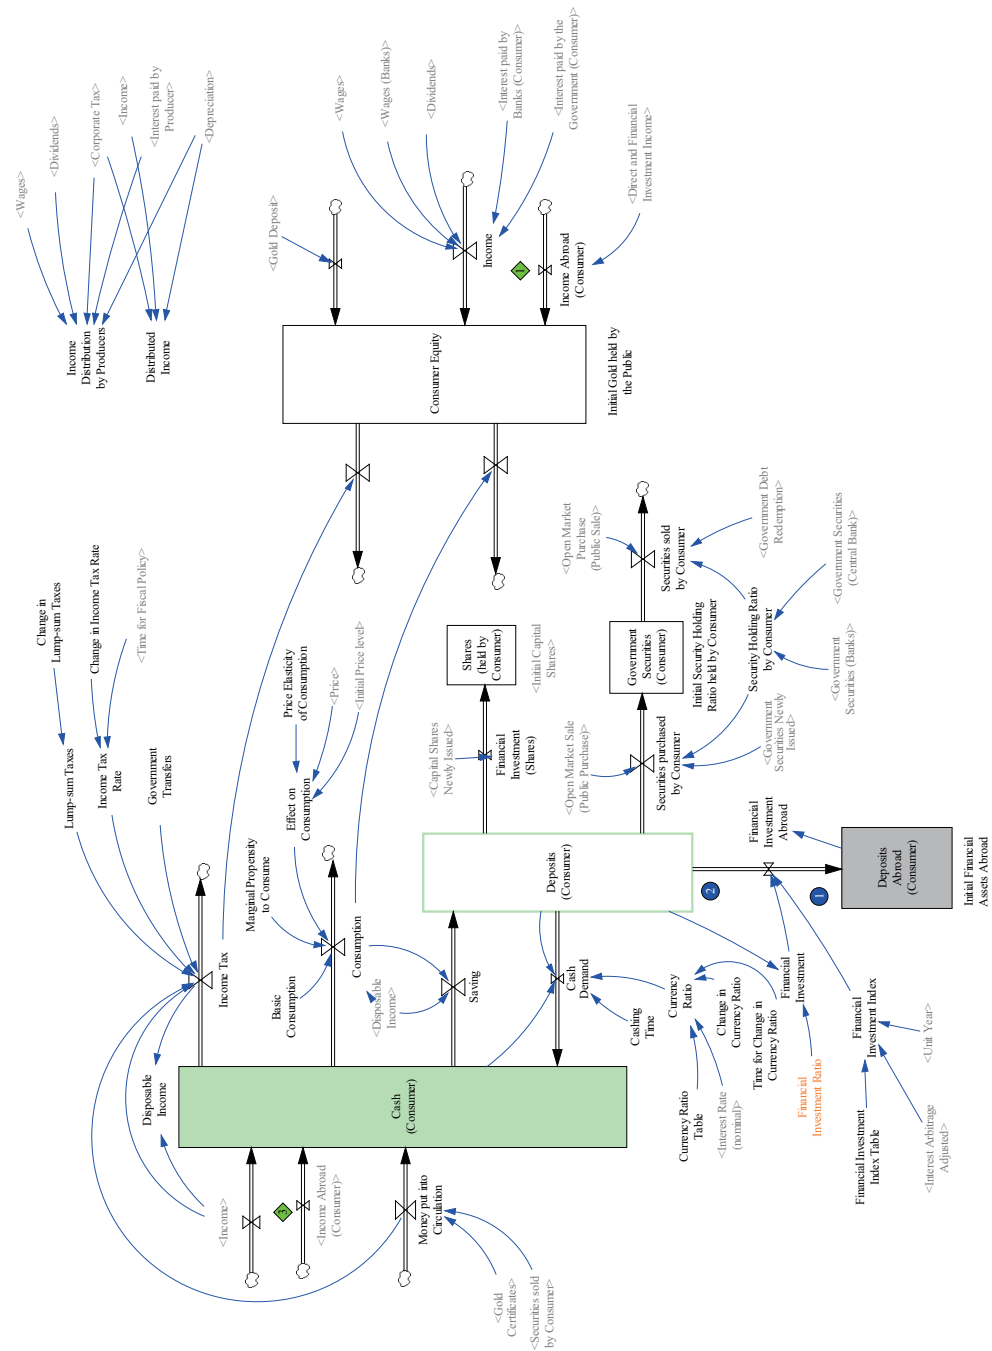 <Wages>
<Dividends>
<Corporate Tax>
<Income>
<Interest paid by
Producer>
<Depreciation>
Income
Distribution
by Producers
Distributed
Income
<Gold Deposit>
<Wages>
<Wages (Banks)>
<Dividends>
<Interest paid by
Banks (Consumer)>
<Interest paid by the
Government (Consumer)>
<Direct and Financial
Investment Income>
Income
1
Income Abroad
(Consumer)
Consumer Equity
Initial Gold held by
the Public
Change in
Lump-sum Taxes
Change in Income Tax Rate
<Time for Fiscal Policy>
Lump-sum Taxes
Income Tax
Rate
Government
Transfers
Income Tax
Price Elasticity
of Consumption
<Price>
<Initial Price level>
Effect on
Consumption
Marginal Propensity
to Consume
Basic
Consumption
Consumption
<Disposable
Income>
Saving
Disposable
Income
<Income>
3
<Income Abroad
(Consumer)>
Cash
(Consumer)
Money put into
Circulation
<Gold
Certificates>
<Securities sold
by Consumer>
Shares
(held by
Consumer)
<Initial Capital
Shares>
<Capital Shares
Newly Issued>
Financial
Investment
(Shares)
<Open Market
Purchase
(Public Sale)>
Securities sold
by Consumer
<Government Debt
Redemption>
Government
Securities
(Consumer)
Initial Security Holding
Ratio held by Consumer
Security Holding Ratio
by Consumer
<Government Securities
(Central Bank)>
<Government
Securities (Banks)>
<Open Market Sale
(Public Purchase)>
Securities purchased
by Consumer
<Government
Securities Newly
Issued>
Deposits
(Consumer)
2
1
Financial
Investment
Abroad
Deposits
Abroad
(Consumer)
Initial Financial
Assets Abroad
Cash
Demand
Cashing
Time
Currency
Ratio
Change in
Currency Ratio
Time for Change in
Currency Ratio
Currency Ratio
Table
<Interest Rate
(nominal)>
Financial
Investment
Financial
Investment Ratio
Financial
Investment Index
<Unit Year>
Financial Investment
Index Table
<Interest Arbitrage
Adjusted>